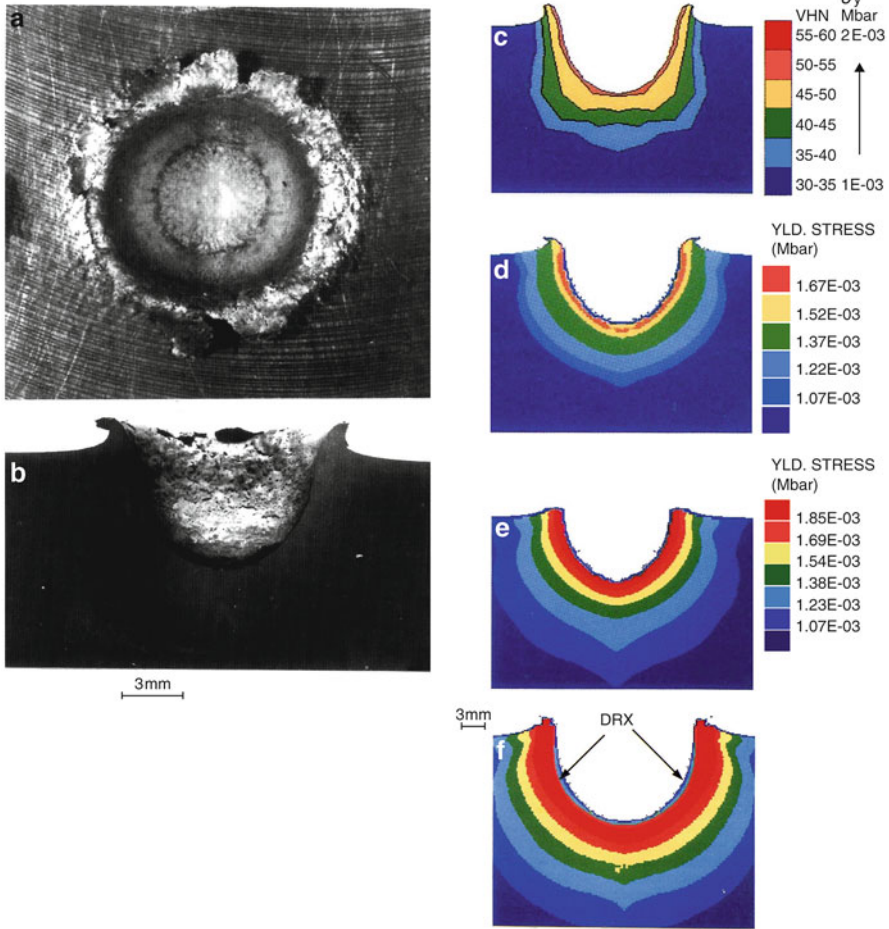 a
b
3mm
c
VHN Mbar
55-60 2E-03
50-55
45-50
40-45
35-40
30-35 1E-03
d
YLD. STRESS
(Mbar)
1.67E-03
1.52E-03
1.37E-03
1.22E-03
1.07E-03
e
YLD. STRESS
(Mbar)
1.85E-03
1.69E-03
1.54E-03
1.38E-03
1.23E-03
1.07E-03
3mm
DRX
f